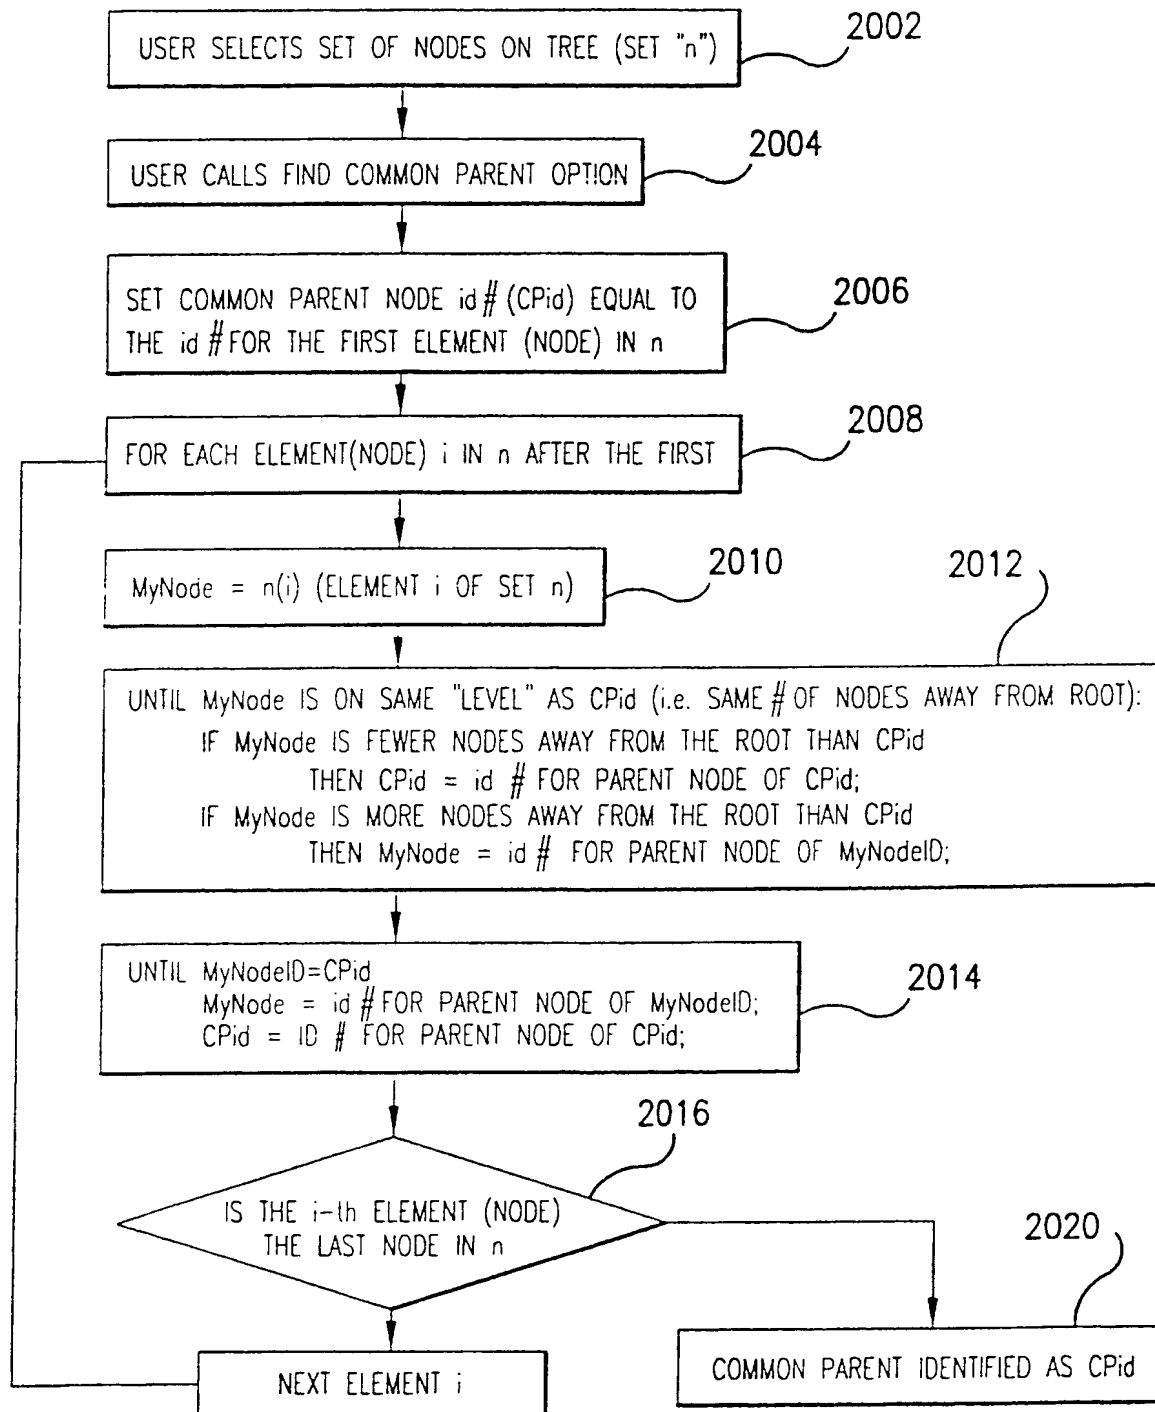 USER SELECTS SET OF NODES ON TREE (SET "n")
2002
USER CALLS FIND COMMON PARENT OPTION
2004
SET COMMON PARENT NODE id # (CPid) EQUAL TO
THE id # FOR THE FIRST ELEMENT (NODE) IN n
2006
FOR EACH ELEMENT(NODE) i IN n AFTER THE FIRST
2008
MyNode = n(i) (ELEMENT i OF SET n)
2010
2012
UNTIL MyNode IS ON SAME "LEVEL" AS CPid (i.e. SAME # OF NODES AWAY FROM ROOT):
IF MyNode IS FEWER NODES AWAY FROM THE ROOT THAN CPid
THEN CPid = id # FOR PARENT NODE OF CPid;
IF MyNode IS MORE NODES AWAY FROM THE ROOT THAN CPid
THEN MyNode = id # FOR PARENT NODE OF MyNodeID;
UNTIL MyNodeID=CPid
MyNode = id # FOR PARENT NODE OF MyNodeID;
CPid = ID # FOR PARENT NODE OF CPid;
2014
2016
IS THE i-th ELEMENT (NODE)
THE LAST NODE IN n
2020
NEXT ELEMENT i
COMMON PARENT IDENTIFIED AS CPid